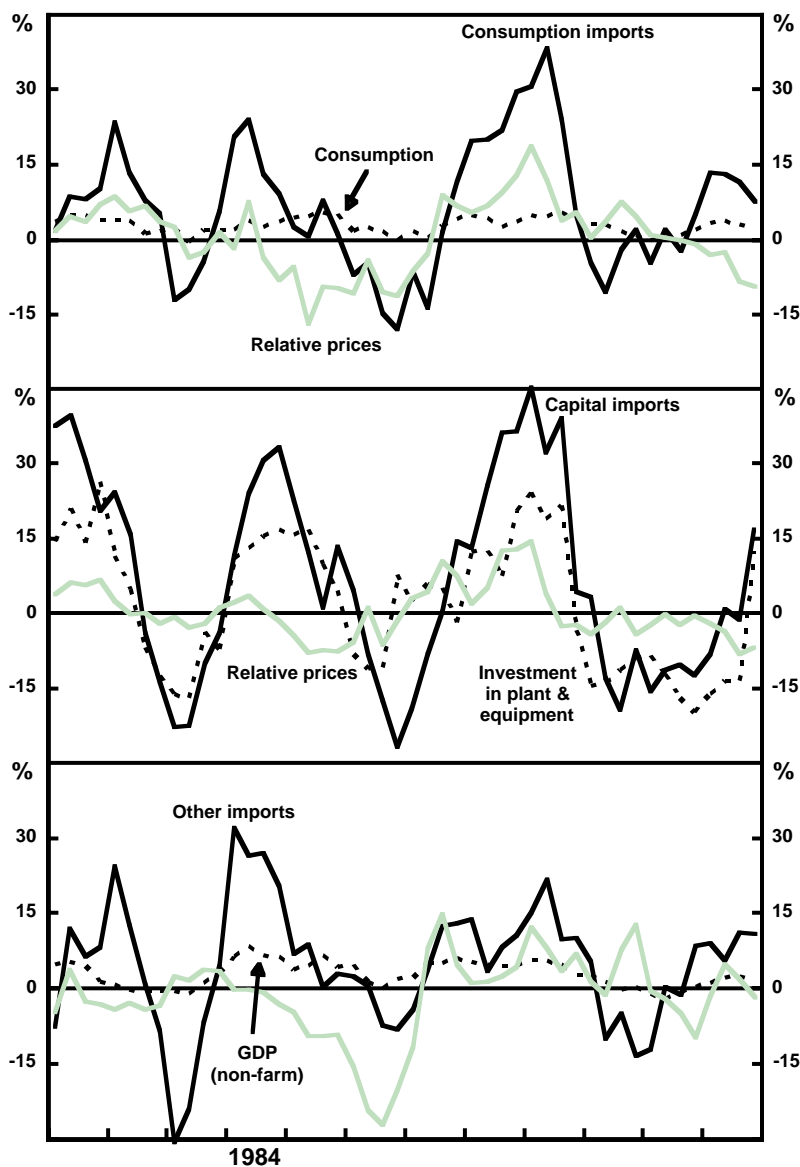 %
%
Consumption imports
30
30
Consumption
15
15
0
0
-15
-15
Relative prices
%
%
Capital imports
30
30
15
15
0
0
Relative prices
Investment
in plant &
equipment
-15
-15
%
%
Other imports
30
30
15
15
0
0
GDP
(non-farm)
-15
-15
1984